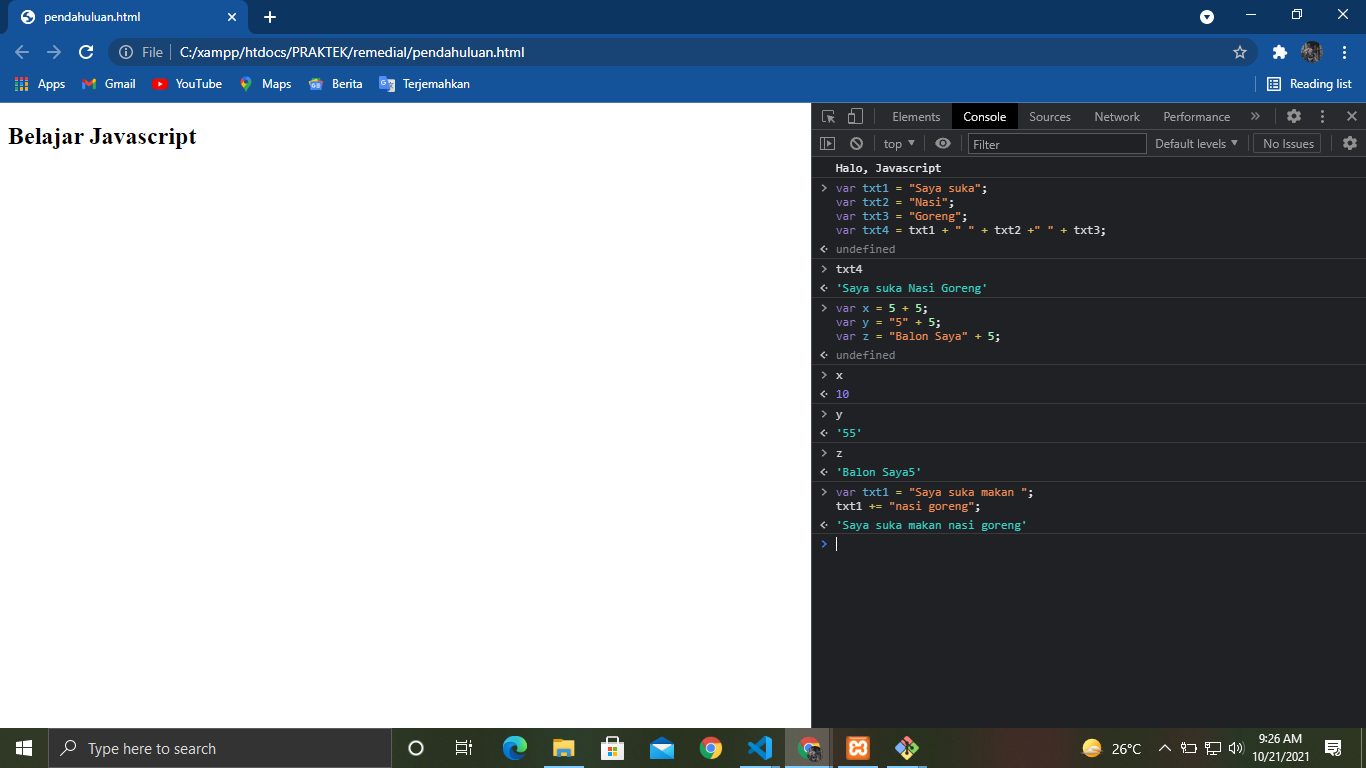 pendahuluan.html
File
C:/xampp/htdocs/PRAKTEK/remedial/pendahuluan.html
Apps Gmail YouTube Maps Berita Terjemahkan Reading list
Belajar Javascript
Elements Console Sources Network Performance
top Filter Default levels No Issues
Halo, Javascript
var txt1 = "Saya suka";
var txt2 = "Nasi";
var txt3 = "Goreng";
var txt4 = txt1 + " " + txt2 +" " + txt3;
undefined
txt4
'Saya suka Nasi Goreng'
var x = 5 + 5;
var y = "5" + 5;
var z = "Balon Saya" + 5;
undefined
x
10
y
'55'
z
'Balon Saya5'
var txt1 = "Saya suka makan ";
txt1 += "nasi goreng";
'Saya suka makan nasi goreng'
Type here to search
26°C
9:26 AM
10/21/2021